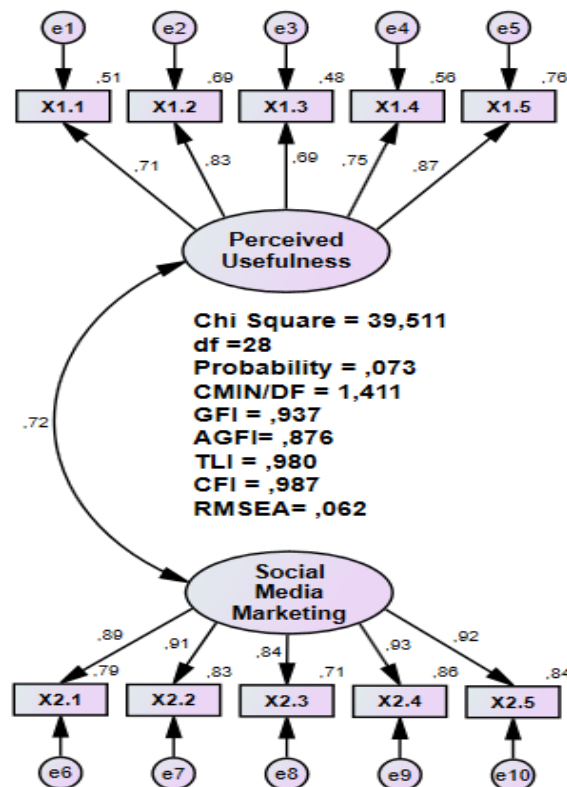 e1 e2 e3 e4 e5
,51 ,69 ,48 ,56 ,76
X1.1 X1.2 X1.3 X1.4 X1.5
,71 ,83 ,69 ,75 ,87
Perceived
Usefulness
Chi Square = 39,511
df =28
Probability = ,073
CMIN/DF = 1,411
GFI = ,937
AGFI= ,876
TLI = ,980
CFI = ,987
RMSEA= ,062
,72
Social
Media
Marketing
,89 ,91 ,84 ,93 ,92
,79 ,83 ,71 ,86 ,84
X2.1 X2.2 X2.3 X2.4 X2.5
e6 e7 e8 e9 e10